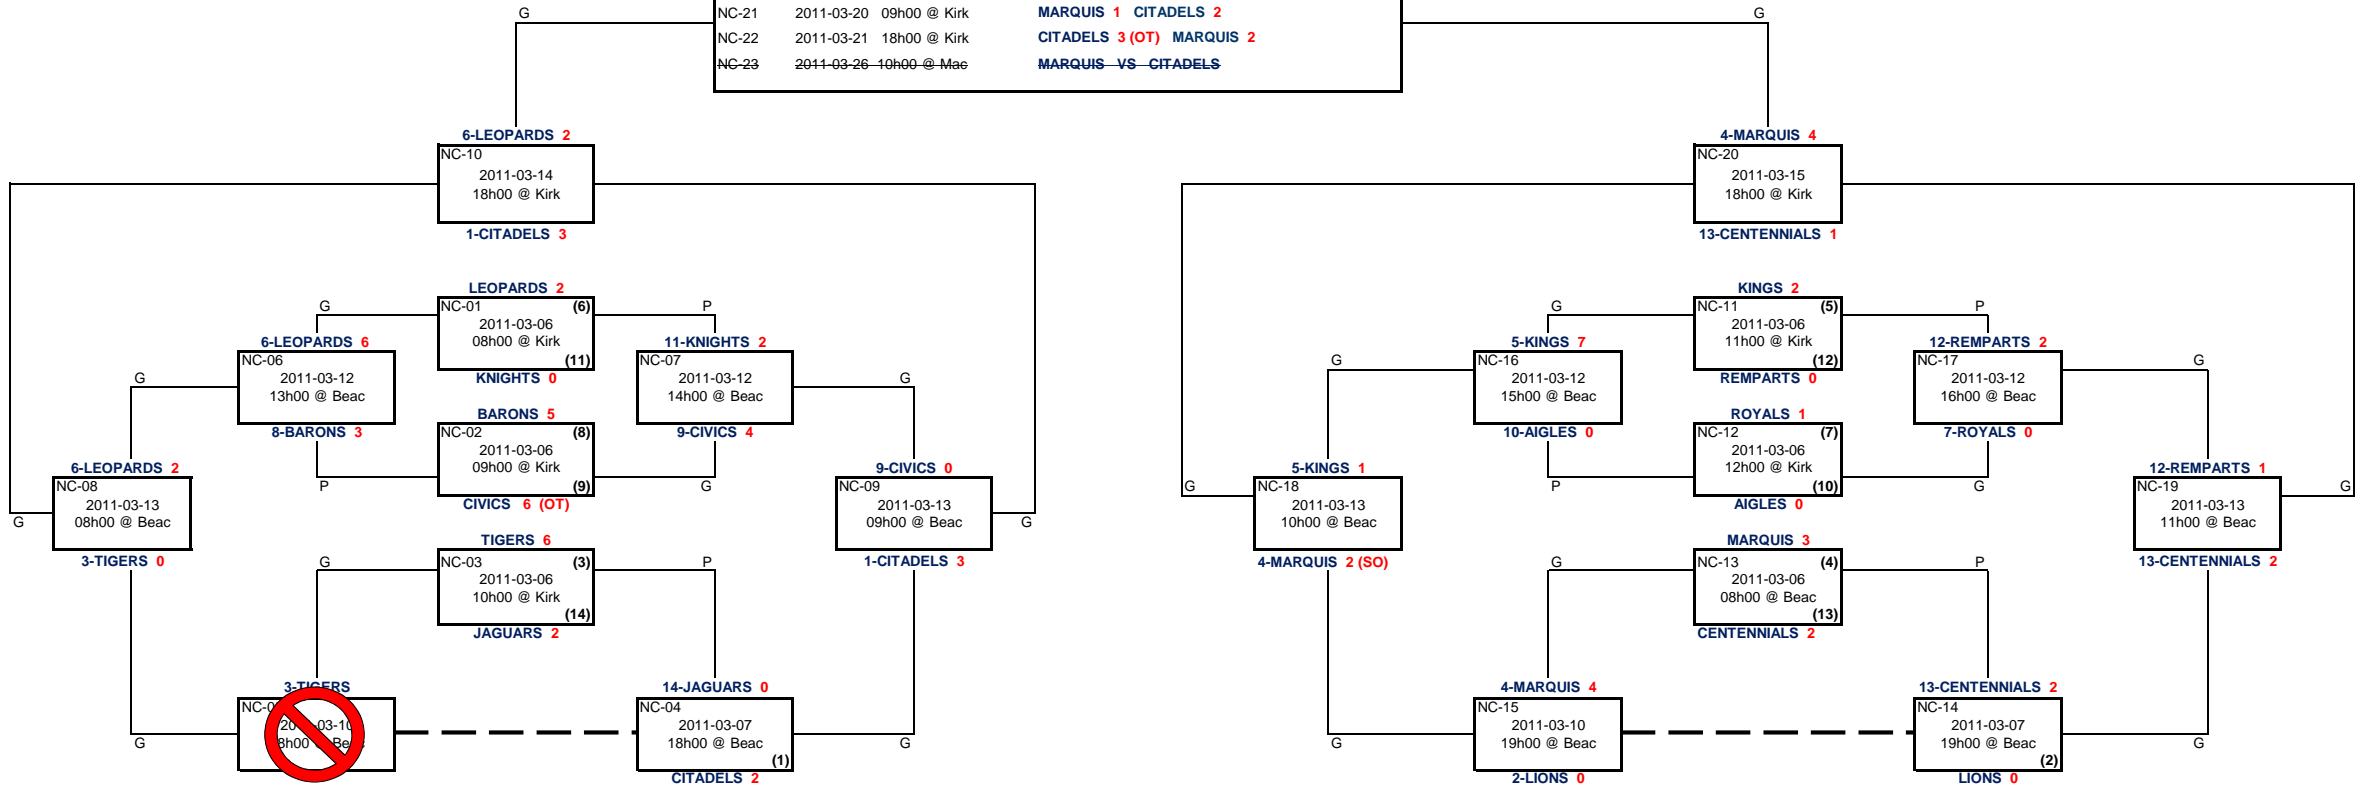 G
NC-21 2011-03-20 09h00 @ Kirk MARQUIS 1 CITADELS 2
G
NC-22 2011-03-21 18h00 @ Kirk CITADELS 3 (OT) MARQUIS 2
NC-23 2011-03-26 10h00 @ Mac MARQUIS VS CITADELS
6-LEOPARDS 2
NC-10
2011-03-14
18h00 @ Kirk
1-CITADELS 3
LEOPARDS 2
G
NC-01 (6)
P
2011-03-06
08h00 @ Kirk
(11)
KNIGHTS 0
6-LEOPARDS 6
NC-06
2011-03-12
13h00 @ Beac
8-BARONS 3
11-KNIGHTS 2
NC-07
2011-03-12
14h00 @ Beac
9-CIVICS 4
G
G
BARONS 5
NC-02 (8)
2011-03-06
09h00 @ Kirk
(9)
CIVICS 6 (OT)
P
G
6-LEOPARDS 2
NC-08
2011-03-13
08h00 @ Beac
3-TIGERS 0
G
9-CIVICS 0
NC-09
2011-03-13
09h00 @ Beac
1-CITADELS 3
G
TIGERS 6
G
NC-03 (3)
P
2011-03-06
10h00 @ Kirk
(14)
JAGUARS 2
3-TIGERS
G
14-JAGUARS 0
NC-04
2011-03-07
18h00 @ Beac
(1)
CITADELS 2
G
4-MARQUIS 4
NC-20
2011-03-15
18h00 @ Kirk
13-CENTENNIALS 1
KINGS 2
G
NC-11 (5)
P
2011-03-06
11h00 @ Kirk
(12)
REMPARTS 0
5-KINGS 7
NC-16
2011-03-12
15h00 @ Beac
10-AIGLES 0
12-REMPARTS 2
NC-17
2011-03-12
16h00 @ Beac
7-ROYALS 0
G
G
ROYALS 1
NC-12 (7)
2011-03-06
12h00 @ Kirk
(10)
AIGLES 0
P
G
5-KINGS 1
G
NC-18
2011-03-13
10h00 @ Beac
4-MARQUIS 2 (SO)
12-REMPARTS 1
NC-19
G
2011-03-13
11h00 @ Beac
13-CENTENNIALS 2
MARQUIS 3
G
NC-13 (4)
P
2011-03-06
08h00 @ Beac
(13)
CENTENNIALS 2
4-MARQUIS 4
NC-15
2011-03-10
19h00 @ Beac
2-LIONS 0
G
13-CENTENNIALS 2
NC-14
2011-03-07
19h00 @ Beac
(2)
LIONS 0
G